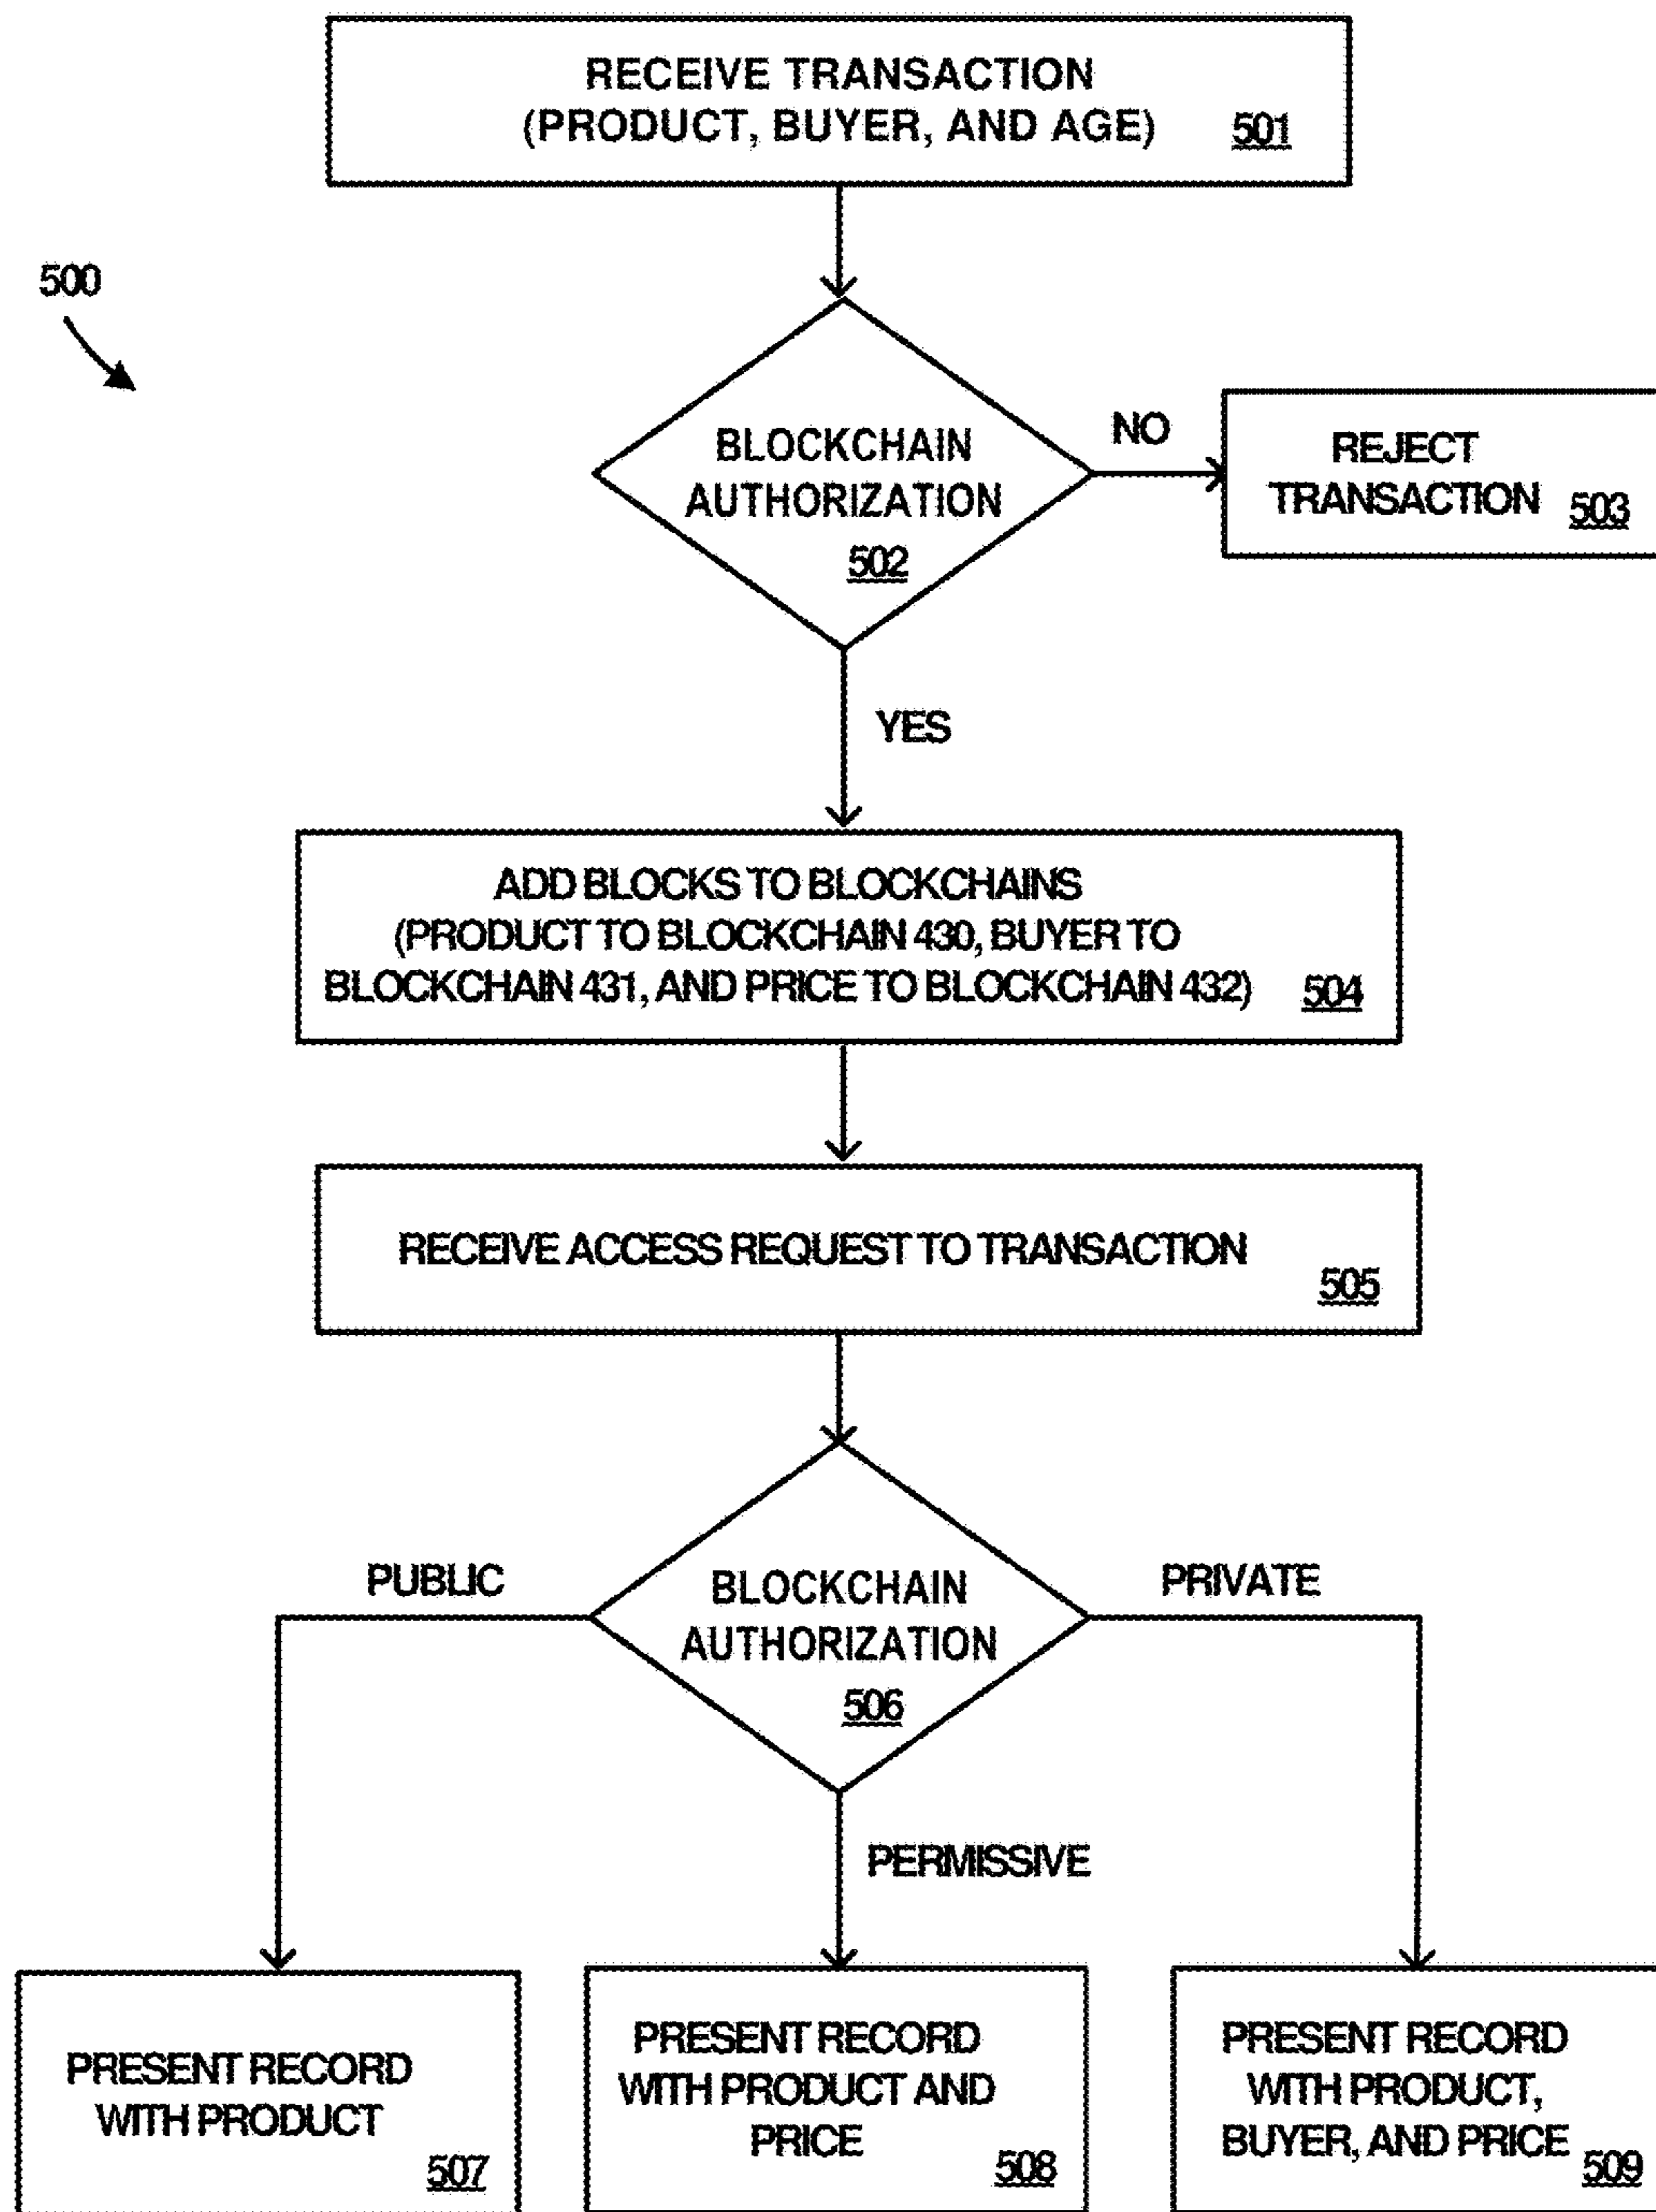 RECEIVE TRANSACTION
(PRODUCT, BUYER, AND AGE) 501
500
BLOCKCHAIN
AUTHORIZATION
502
NO
REJECT
TRANSACTION 503
YES
ADD BLOCKS TO BLOCKCHAINS
(PRODUCT TO BLOCKCHAIN 430, BUYER TO
BLOCKCHAIN 431, AND PRICE TO BLOCKCHAIN 432) 504
RECEIVE ACCESS REQUEST TO TRANSACTION
505
PUBLIC
BLOCKCHAIN
AUTHORIZATION
506
PRIVATE
PERMISSIVE
PRESENT RECORD
WITH PRODUCT
507
PRESENT RECORD
WITH PRODUCT AND
PRICE
508
PRESENT RECORD
WITH PRODUCT,
BUYER, AND PRICE
509